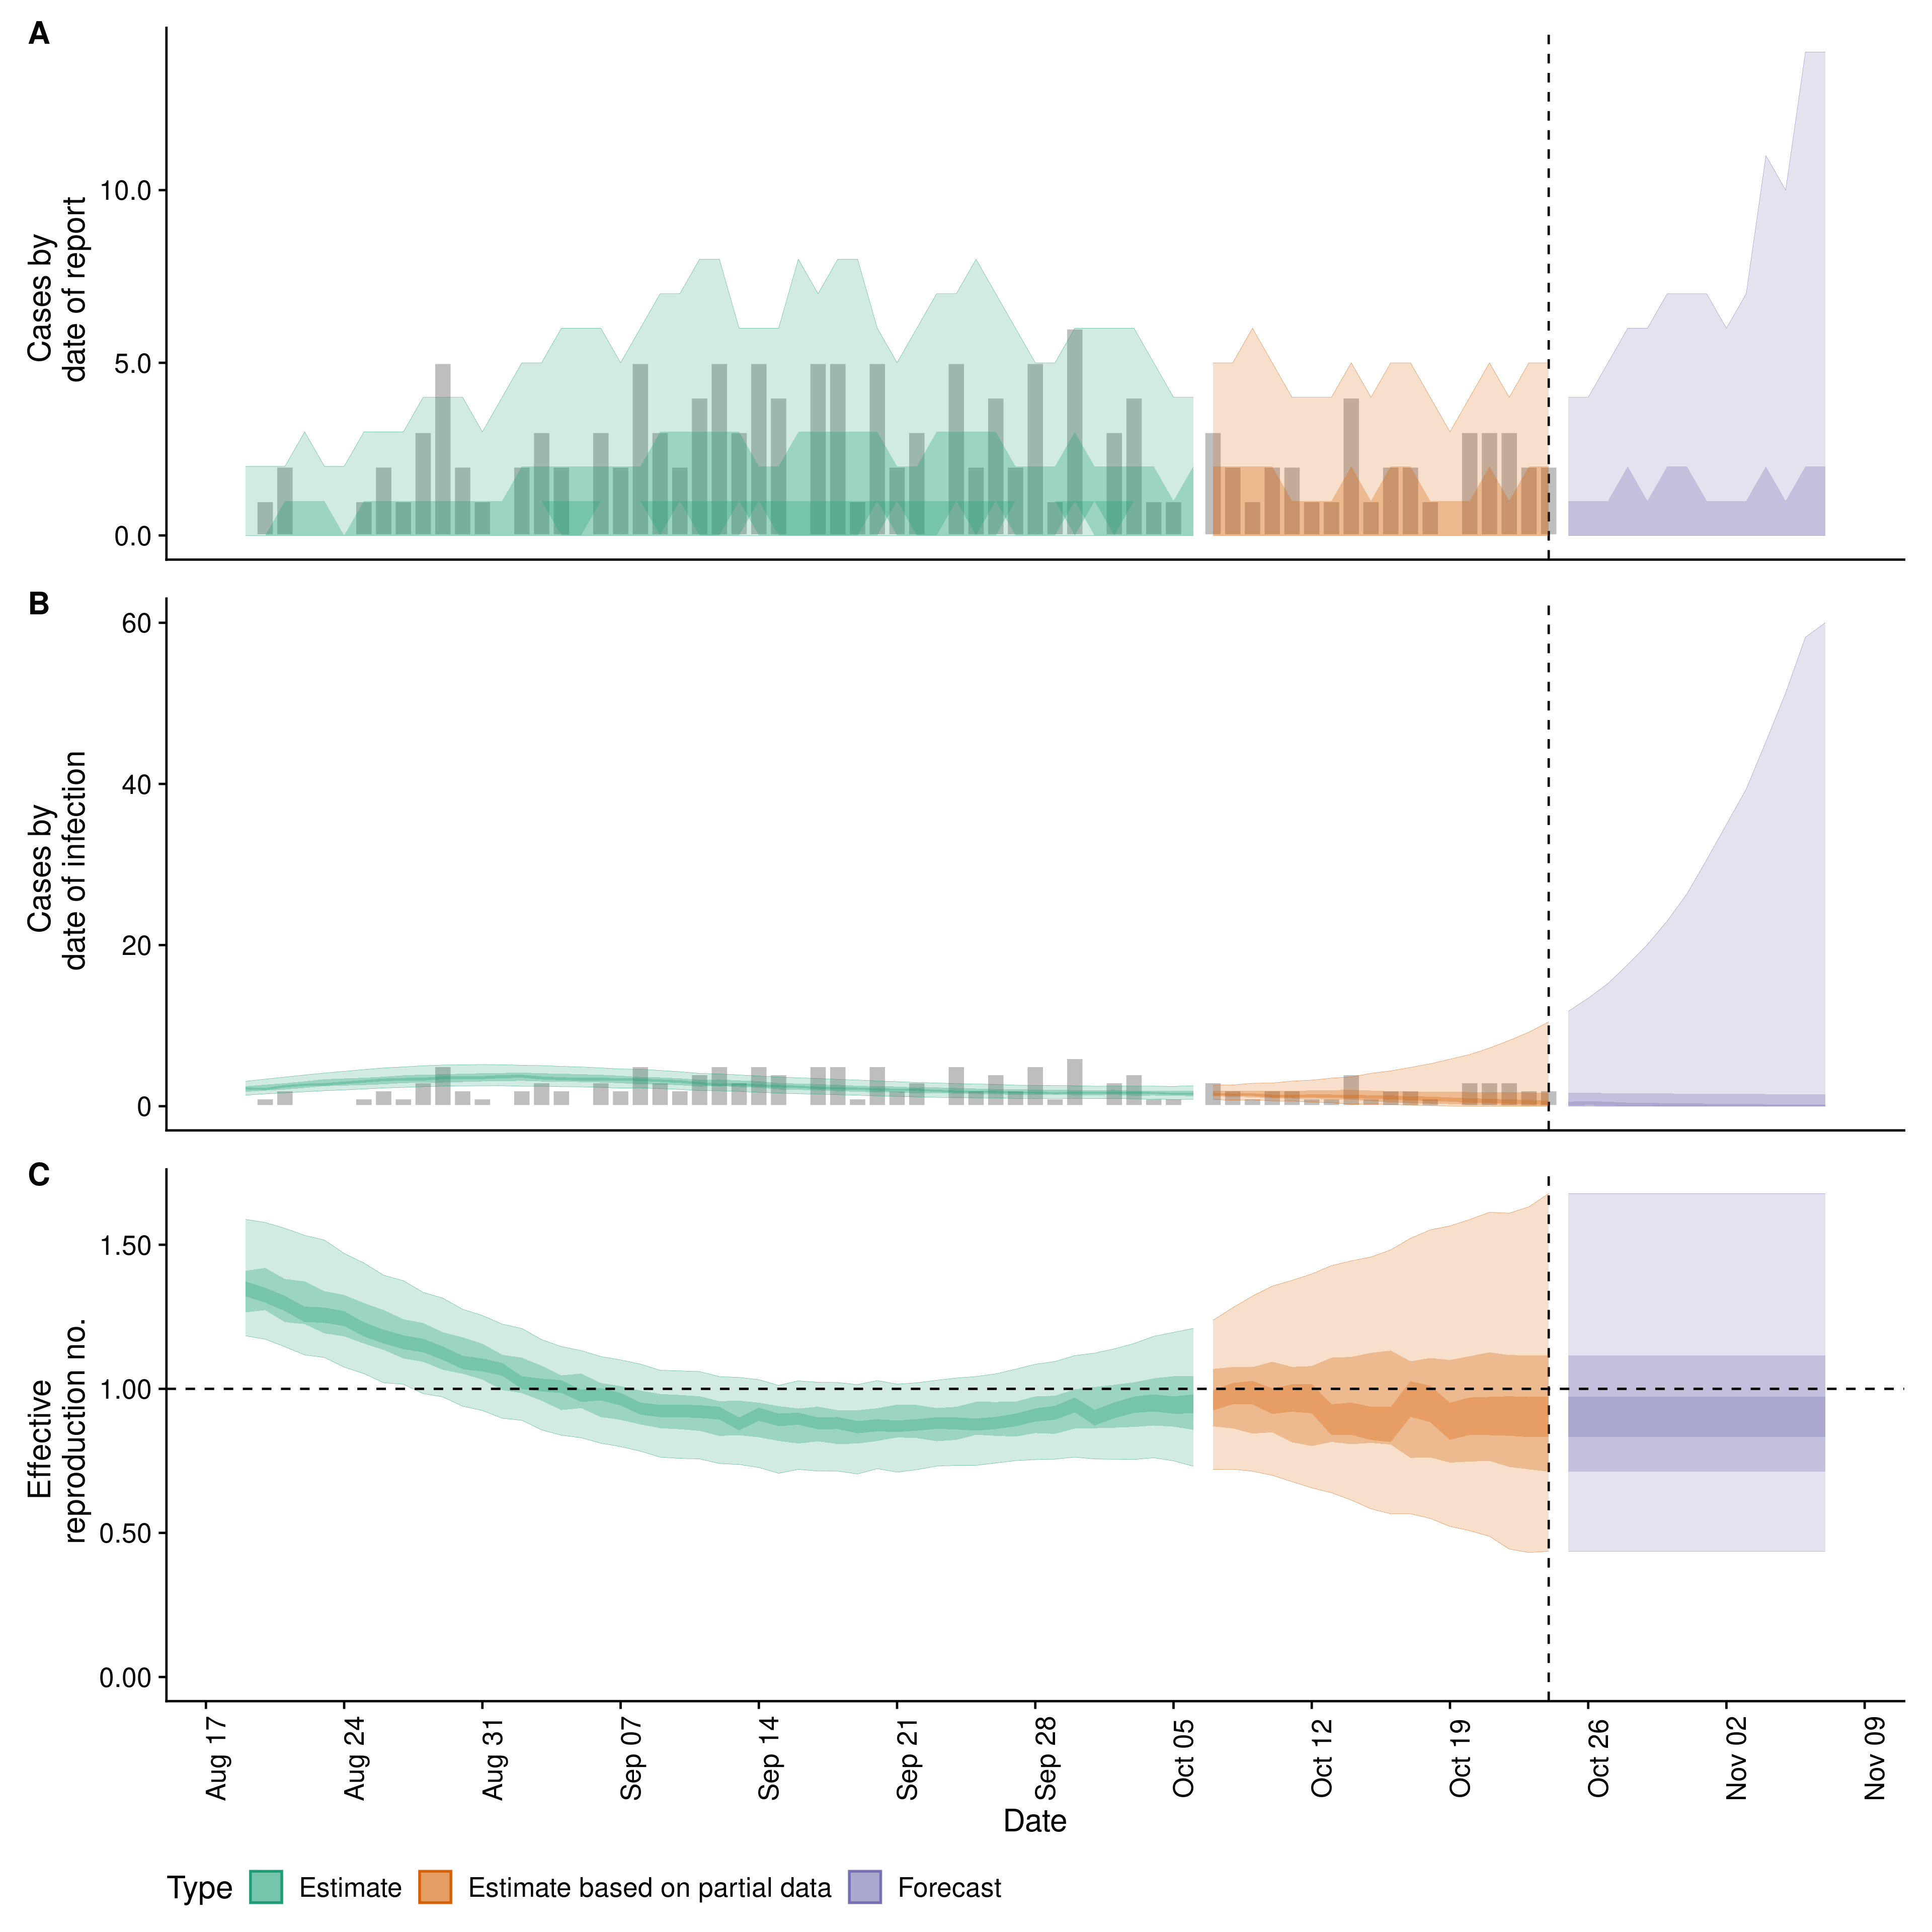 A
Cases by
date of report
10.0
5.0
0.0
B
Cases by
date of infection
60
40
20
0
C
Effective
reproduction no.
1.50
1.00
0.50
0.00
Aug 17
Aug 24
Aug 31
Sep 07
Sep 14
Sep 21
Sep 28
Oct 05
Oct 12
Oct 19
Oct 26
Nov 02
Nov 09
Date
Type Estimate Estimate based on partial data Forecast